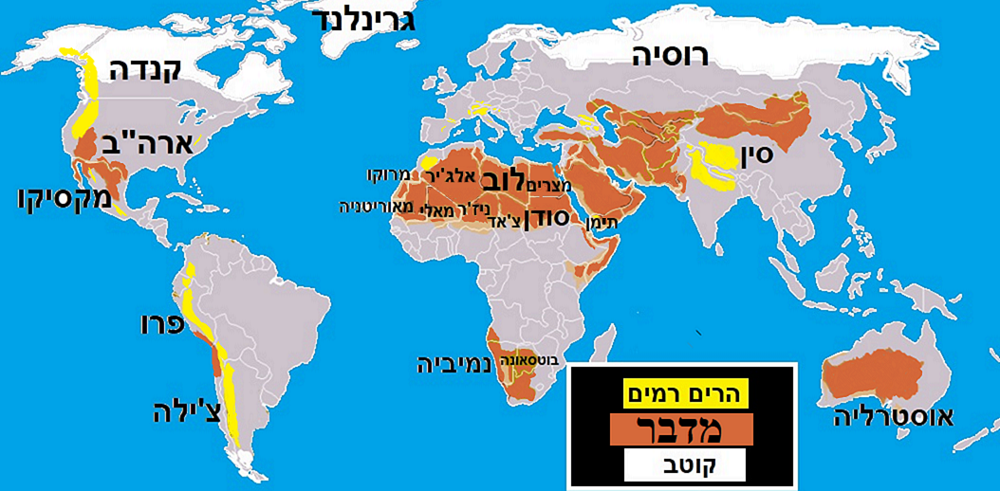 גרינלנד
קנדה
רוסיה
ארה"ב
סין
מקסיקו
מרוקו
אלג'יר
לוב
מצרים
מאוריטניה
מאלי
ניז'ר
צ'אד
סודן
תימן
פרו
נמיביה
בוטסאונה
צ'ילה
אוסטרליה
הרים רמים
מדבר
קוטב